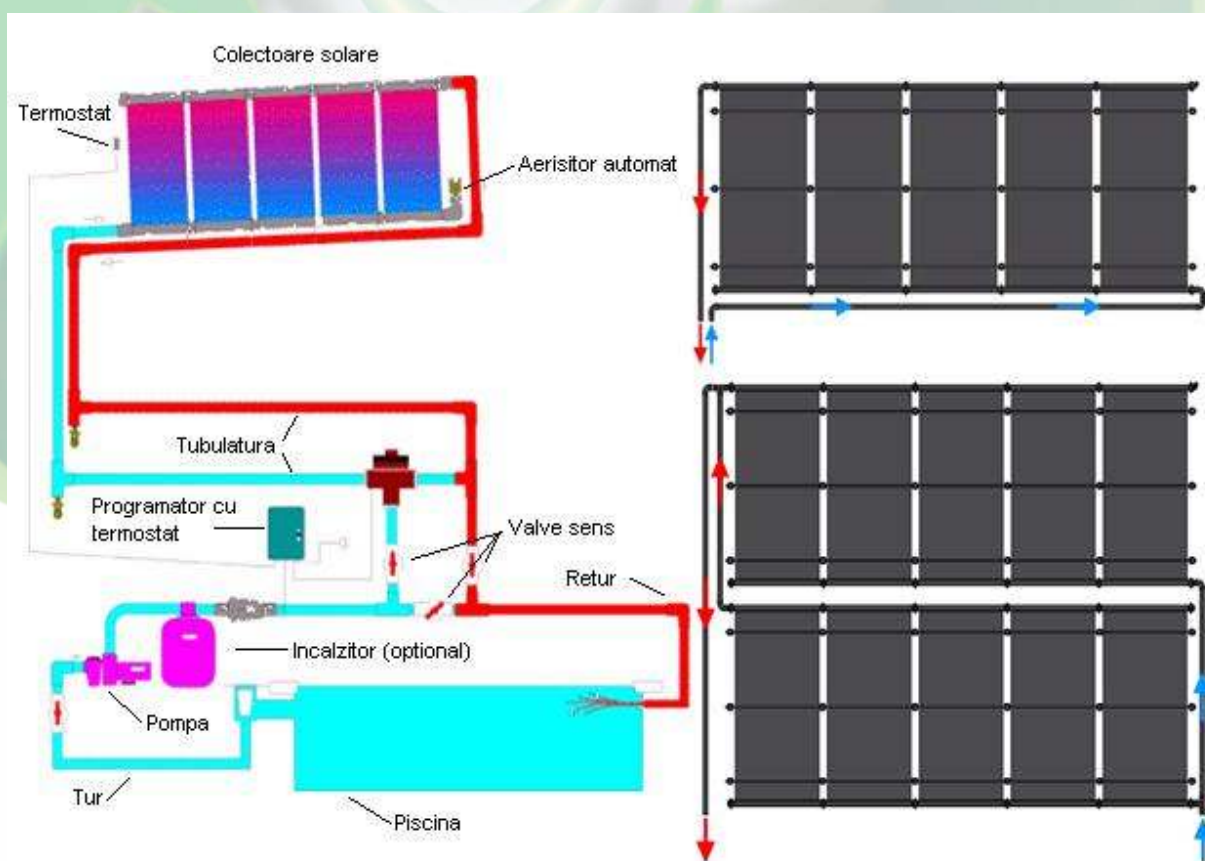 Colectoare solare
Termostat
Aerisitor automat
Tubulatura
Programator cu
termostat
Valve sens
Retur
Incalzitor (optional)
Pompa
Tur
Piscina